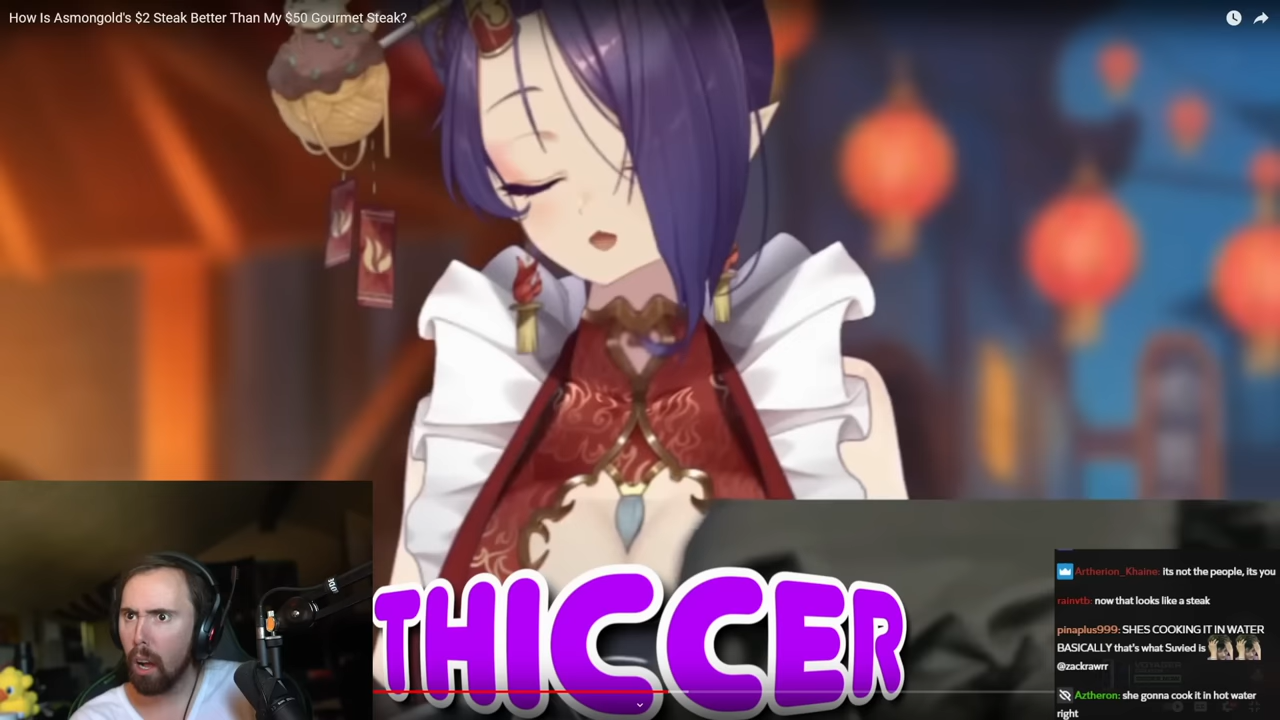 How Is Asmongold's $2 Steak Better Than My $50 Gourmet Steak?
THICCER
Artherion_Khaine: its not the people, its you
rainvtb: now that looks like a steak
pinaplus999: SHES COOKING IT IN WATER
BASICALLY that's what Suvied is
@zackrawrr
Aztheron: she gonna cook it in hot water
right